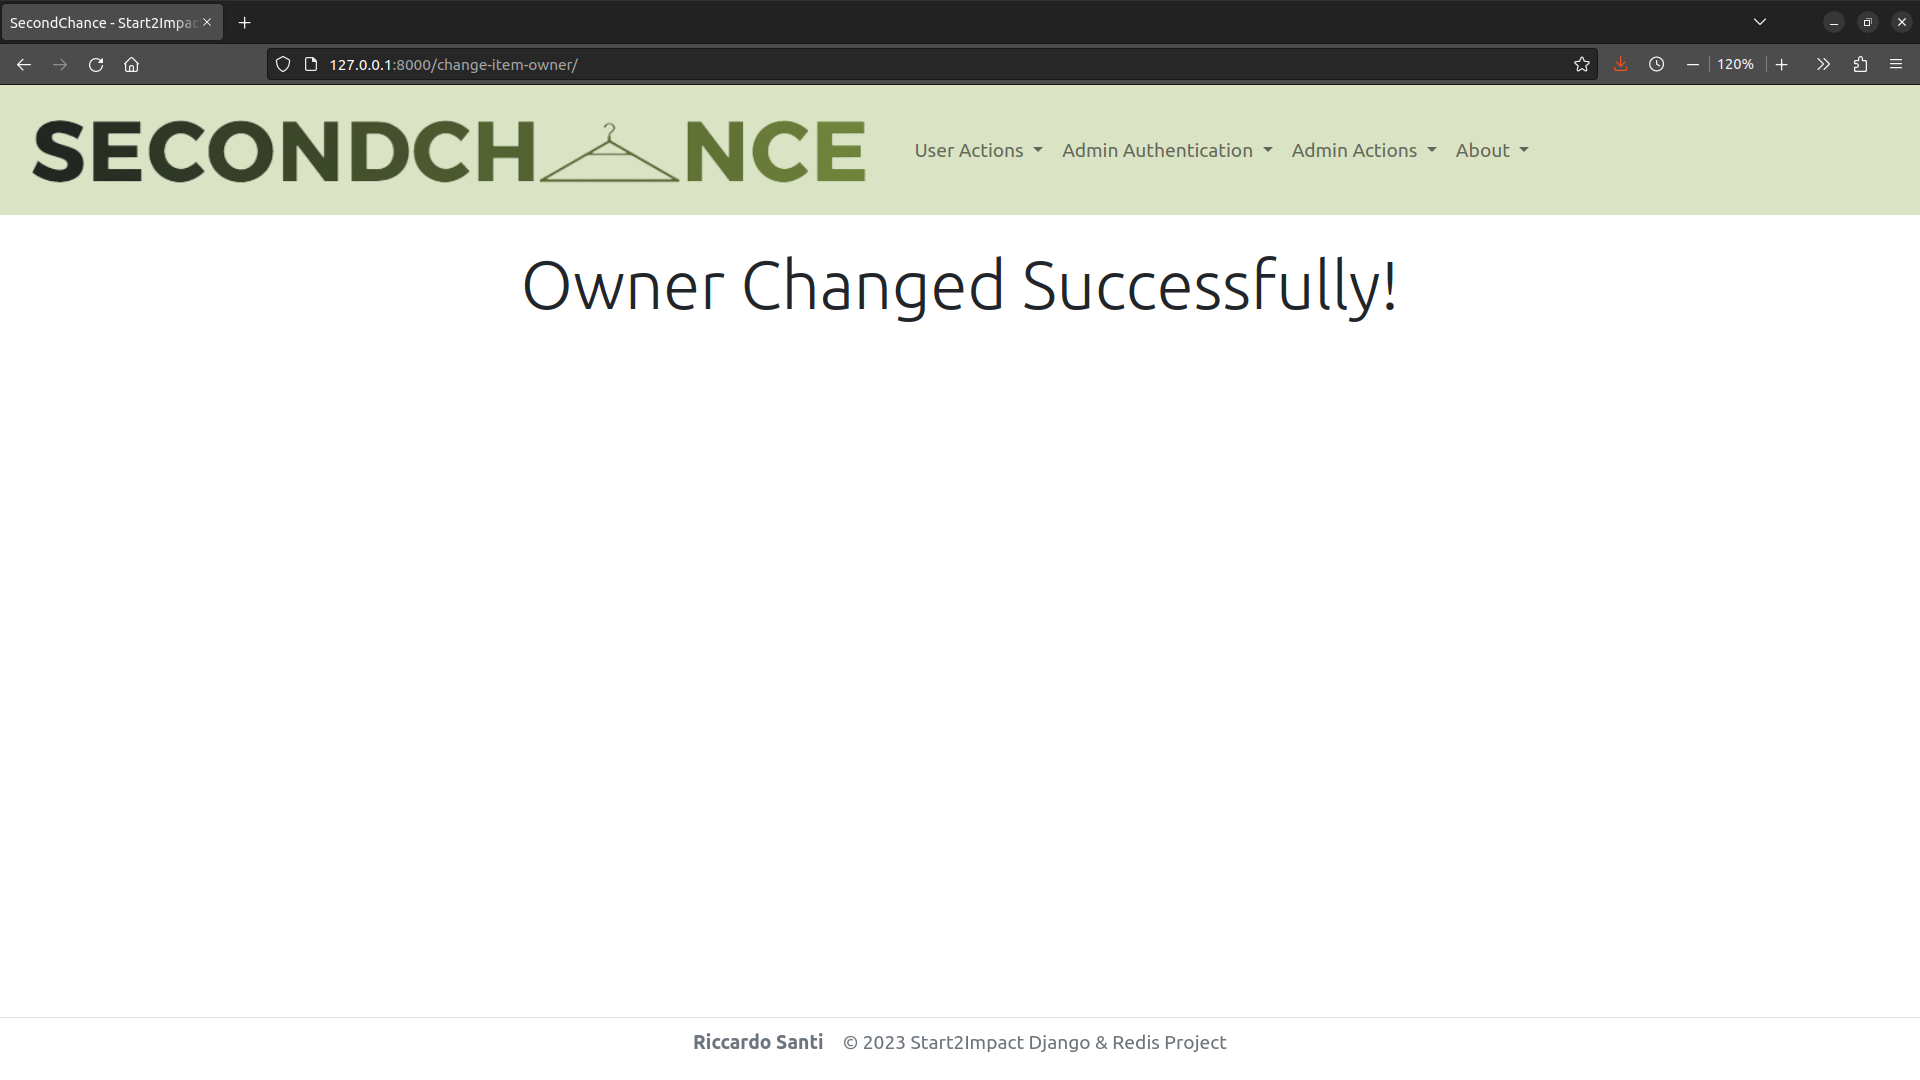 SecondChance - Start2Impac
127.0.0.1:8000/change-item-owner/
120%
SECONDCH NCE
User Actions
Admin Authentication
Admin Actions
About
Owner Changed Successfully!
Riccardo Santi © 2023 Start2Impact Django & Redis Project